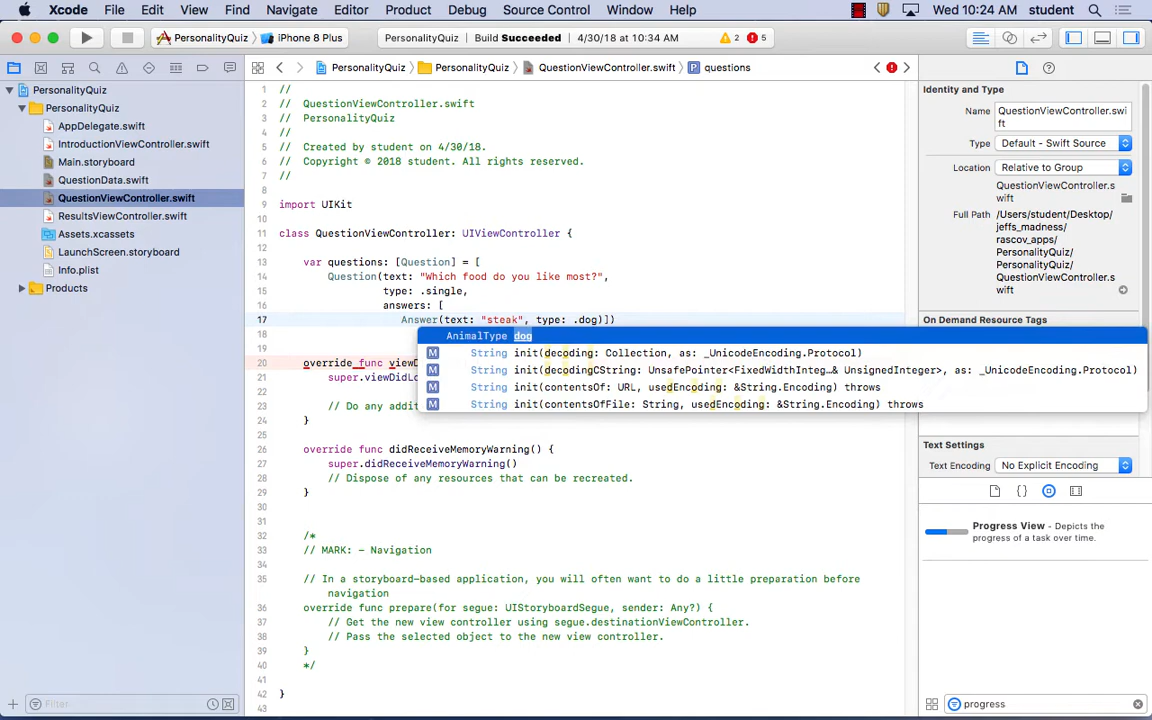 Xcode File Edit View Find Navigate Editor Product Debug Source Control Window Help Wed 10:24 AM student
PersonalityQuiz iPhone 8 Plus PersonalityQuiz Build Succeeded 4/30/18 at 10:34 AM 2 5
PersonalityQuiz PersonalityQuiz QuestionViewController.swift P questions
PersonalityQuiz
PersonalityQuiz
AppDelegate.swift
IntroductionViewController.swift
Main.storyboard
QuestionData.swift
QuestionViewController.swift
ResultsViewController.swift
Assets.xcassets
LaunchScreen.storyboard
Info.plist
Products
Filter
1 //
2 // QuestionViewController.swift
3 // PersonalityQuiz
4 //
5 // Created by student on 4/30/18.
6 // Copyright © 2018 student. All rights reserved.
7 //
8
9 import UIKit
10
11 class QuestionViewController: UIViewController {
12
13 var questions: [Question] = [
14 Question(text: "Which food do you like most?",
15 type: .single,
16 answers: [
17 Answer(text: "steak", type: .dog)])
18
AnimalType dog
19
M String init(decoding: Collection, as: _UnicodeEncoding.Protocol)
20 override func viewD
M String init(decodingCString: UnsafePointer<FixedWidthInteg...& UnsignedInteger>, as: _UnicodeEncoding.Protocol)
21 super.viewDidLo
M String init(contentsOf: URL, usedEncoding: &String.Encoding) throws
22
23 // Do any addit
M String init(contentsOfFile: String, usedEncoding: &String.Encoding) throws
24 }
25
26 override func didReceiveMemoryWarning() {
27 super.didReceiveMemoryWarning()
28 // Dispose of any resources that can be recreated.
29 }
30
31
32 /*
33 // MARK: - Navigation
34
35 // In a storyboard-based application, you will often want to do a little preparation before
navigation
36 override func prepare(for segue: UIStoryboardSegue, sender: Any?) {
37 // Get the new view controller using segue.destinationViewController.
38 // Pass the selected object to the new view controller.
39 }
40 */
41
42 }
43
Identity and Type
Name QuestionViewController.swi
ft
Type Default - Swift Source
Location Relative to Group
QuestionViewController.s
wift
Full Path /Users/student/Desktop/
jeffs_madness/
rascov_apps/
PersonalityQuiz/
PersonalityQuiz/
QuestionViewController.s
wift
On Demand Resource Tags
Text Settings
Text Encoding No Explicit Encoding
{}
Progress View - Depicts the
progress of a task over time.
progress